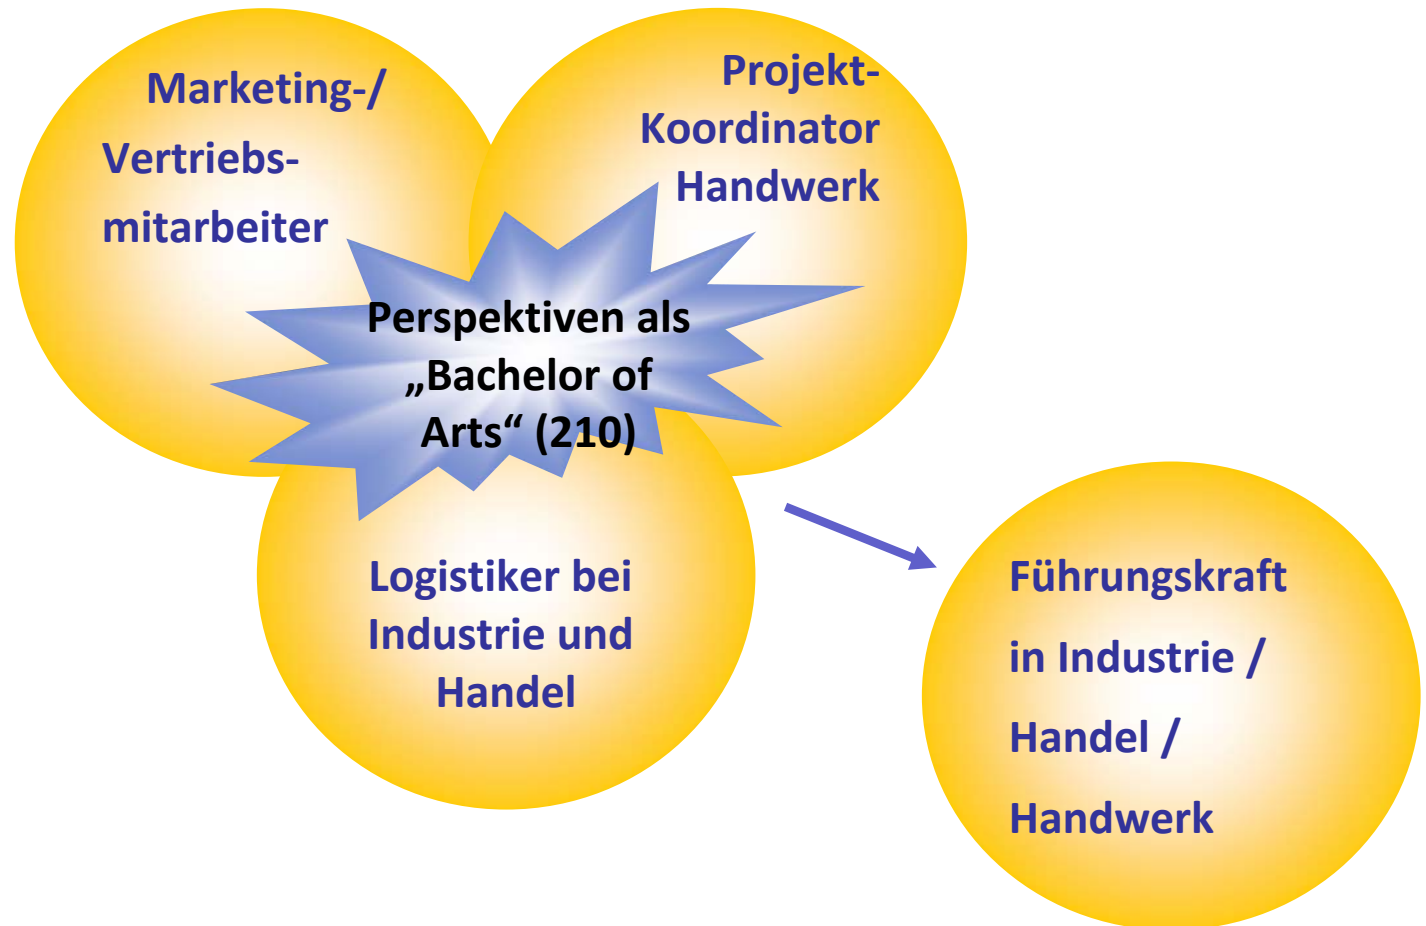 Marketing-/
Vertriebs-
mitarbeiter
Projekt-
Koordinator
Handwerk
Perspektiven als
„Bachelor of
Arts“ (210)
Logistiker bei
Industrie und
Handel
Führungskraft
in Industrie /
Handel /
Handwerk